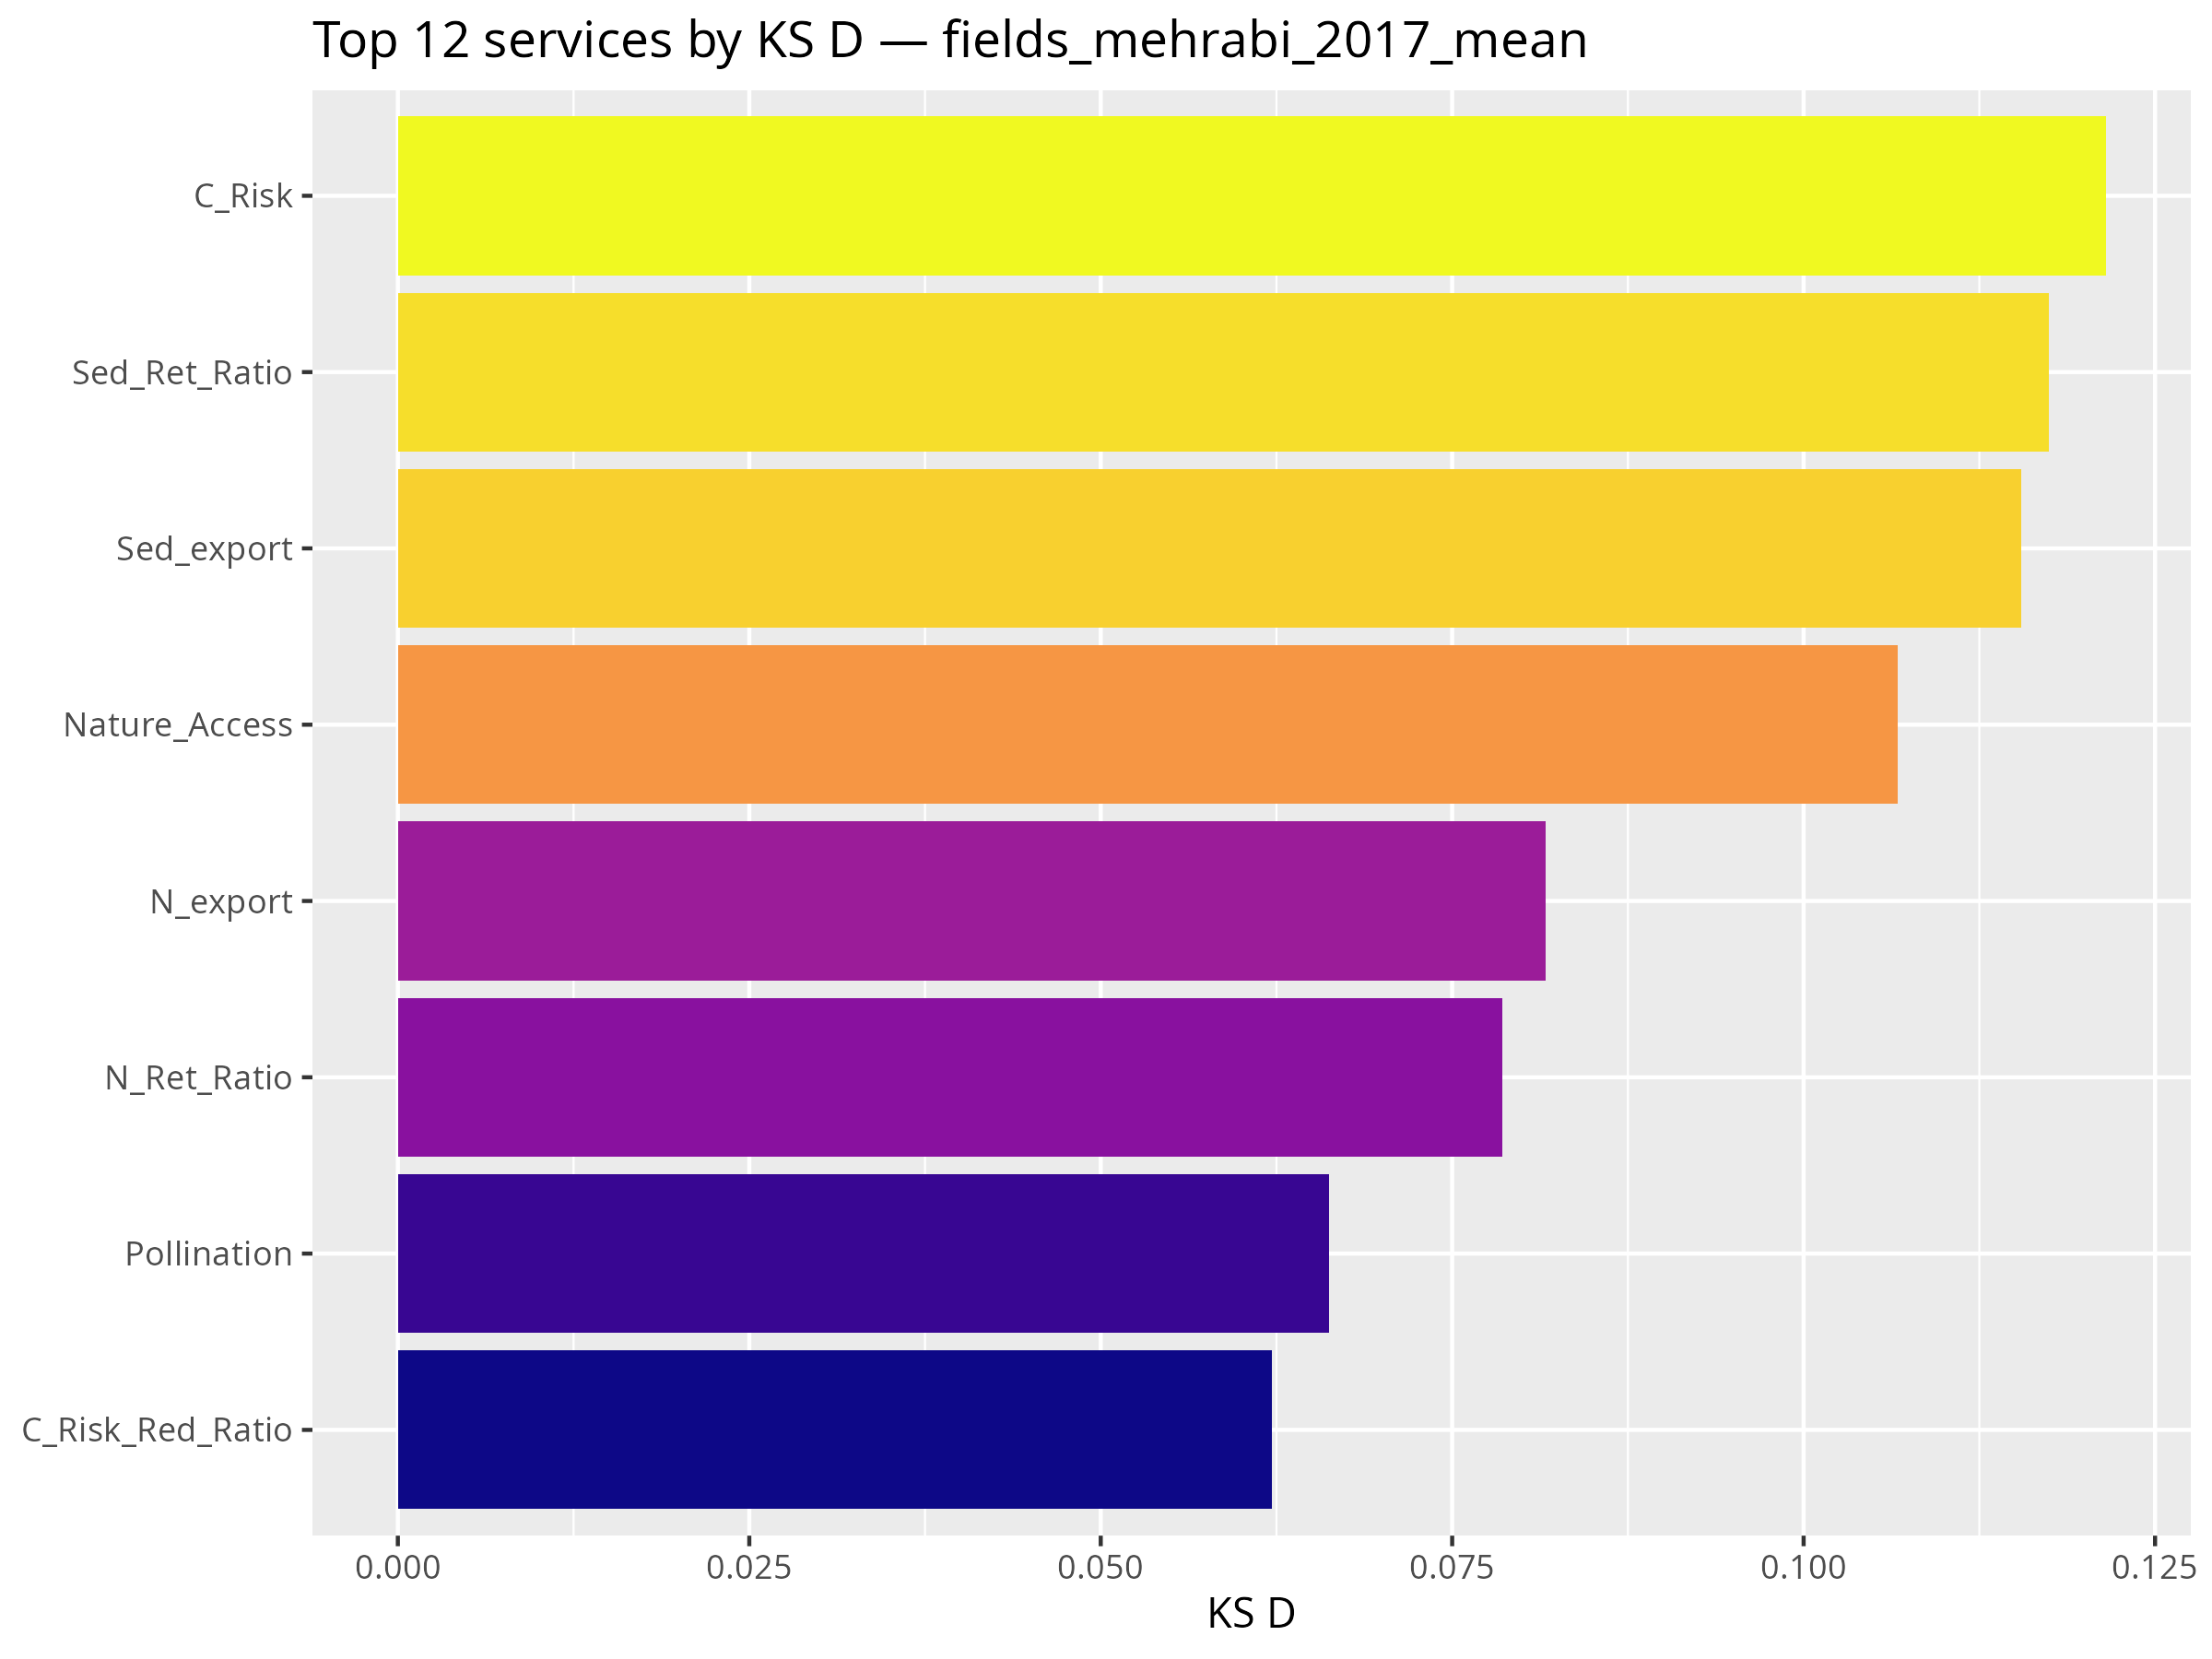 Top 12 services by KS D — fields_mehrabi_2017_mean
C_Risk
Sed_Ret_Ratio
Sed_export
Nature_Access
N_export
N_Ret_Ratio
Pollination
C_Risk_Red_Ratio
0.000 0.025 0.050 0.075 0.100 0.125
KS D